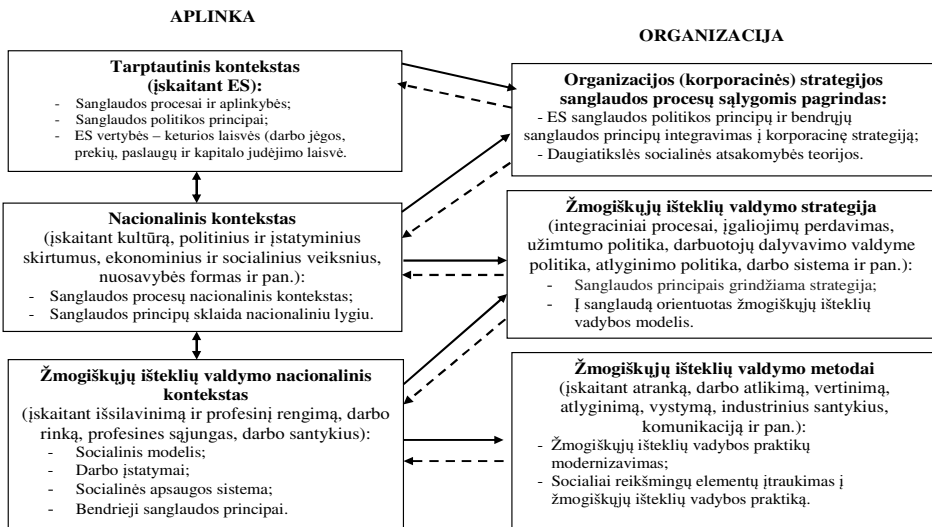 APLINKA
Tarptautinis kontekstas
(įskaitant ES):
- Sanglaudos procesai ir aplinkybės;
- Sanglaudos politikos principai;
- ES vertybės – keturios laisvės (darbo jėgos,
prekių, paslaugų ir kapitalo judėjimo laisvė.
Nacionalinis kontekstas
(įskaitant kultūrą, politinius ir įstatyminius
skirtumus, ekonominius ir socialinius veiksnius,
nuosavybės formas ir pan.):
- Sanglaudos procesų nacionalinis kontekstas;
- Sanglaudos principų sklaida nacionaliniu lygiu.
Žmogiškųjų išteklių valdymo nacionalinis
kontekstas
(įskaitant išsilavinimą ir profesinį rengimą, darbo
rinką, profesines sąjungas, darbo santykius):
- Socialinis modelis;
- Darbo įstatymai;
- Socialinės apsaugos sistema;
- Bendrieji sanglaudos principai.
ORGANIZACIJA
Organizacijos (korporacinės) strategijos
sanglaudos procesų sąlygomis pagrindas:
- ES sanglaudos politikos principų ir bendrųjų
sanglaudos principų integravimas į korporacinę strategiją;
- Daugiatikslės socialinės atsakomybės teorijos.
Žmogiškųjų išteklių valdymo strategija
(integraciniai procesai, įgaliojimų perdavimas,
užimtumo politika, darbuotojų dalyvavimo valdyme
politika, atlyginimo politika, darbo sistema ir pan.):
- Sanglaudos principais grindžiama strategija;
- Į sanglaudą orientuotas žmogiškųjų išteklių
vadybos modelis.
Žmogiškųjų išteklių valdymo metodai
(įskaitant atranką, darbo atlikimą, vertinimą,
atlyginimą, vystymą, industrinius santykius,
komunikaciją ir pan.):
- Žmogiškųjų išteklių vadybos praktikų
modernizavimas;
- Socialiai reikšmingų elementų įtraukimas į
žmogiškųjų išteklių vadybos praktiką.